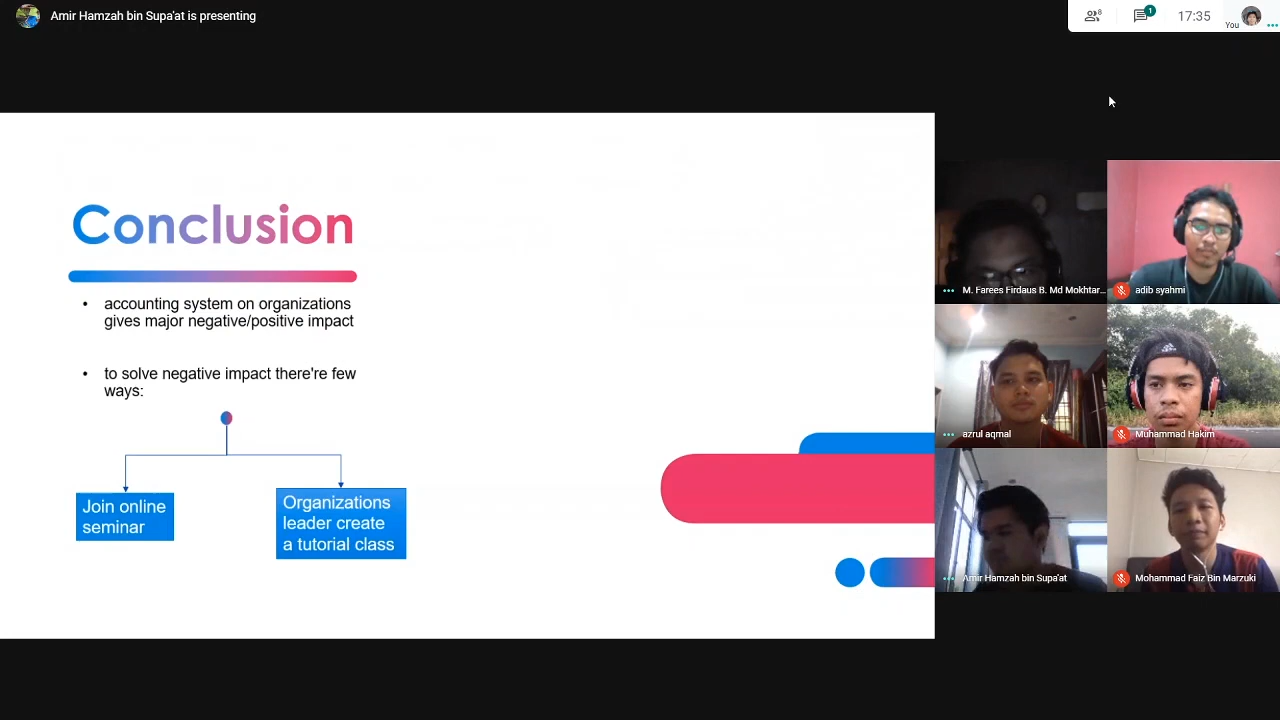 Amir Hamzah bin Supa'at is presenting
8
1
17:35
You
Conclusion
• accounting system on organizations
gives major negative/positive impact
• to solve negative impact there're few
ways:
Join online
seminar
Organizations
leader create
a tutorial class
M. Farees Firdaus B. Md Mokhtar...
adib syahmi
azrul aqmal
Muhammad Hakim
Amir Hamzah bin Supa'at
Mohammad Faiz Bin Marzuki